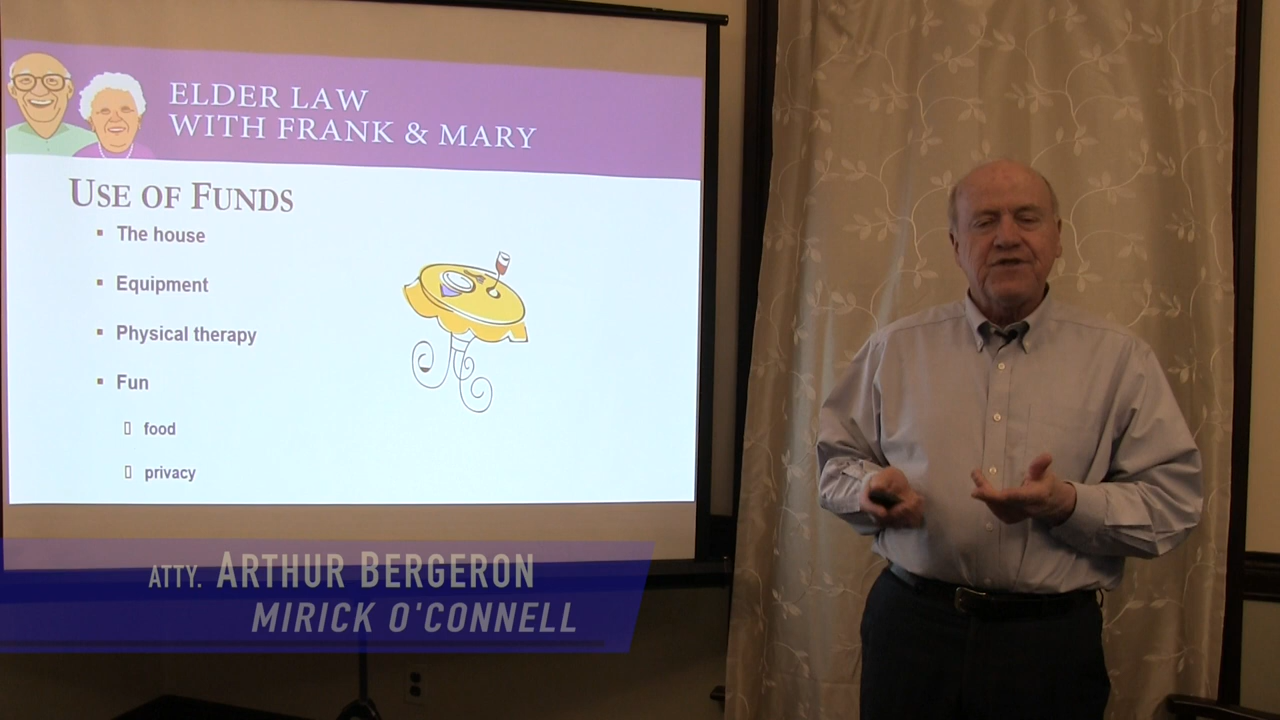 ELDER LAW
WITH FRANK & MARY
USE OF FUNDS
▪ The house
▪ Equipment
▪ Physical therapy
▪ Fun
▯ food
▯ privacy
ATTY. ARTHUR BERGERON
MIRICK O'CONNELL